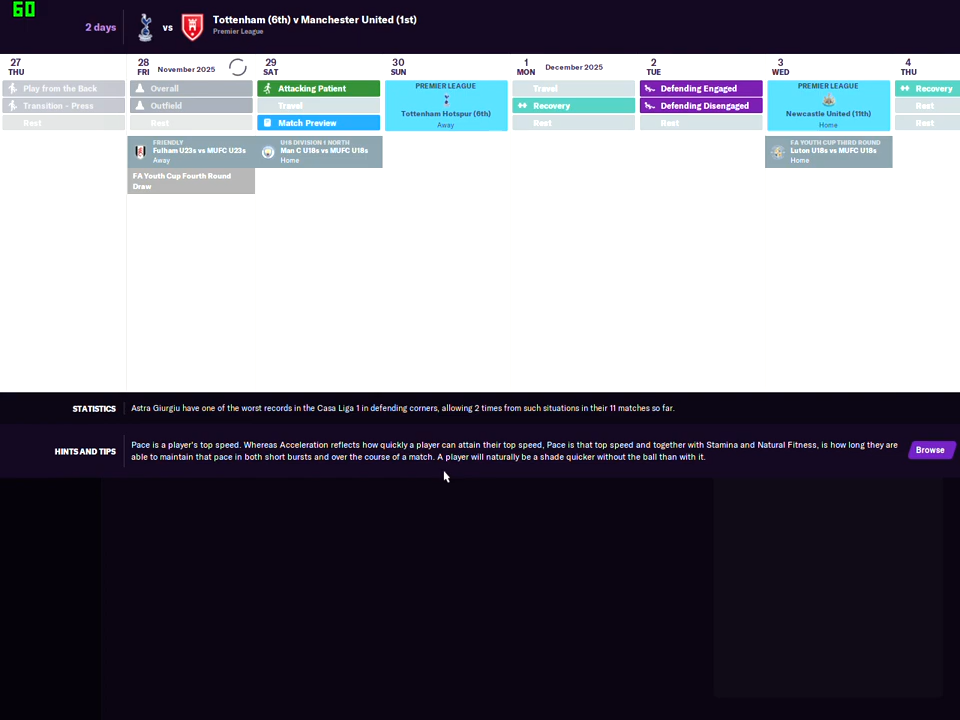 60
2 days
vs
Tottenham (6th) v Manchester United (1st)
Premier League
27
THU
28
FRI
November 2025
29
SAT
30
SUN
1
MON
December 2025
2
TUE
3
WED
4
THU
Play from the Back
Transition - Press
Rest
Overall
Outfield
Rest
Attacking Patient
Travel
Match Preview
PREMIER LEAGUE
Tottenham Hotspur (6th)
Away
Travel
Recovery
Rest
Defending Engaged
Defending Disengaged
Rest
PREMIER LEAGUE
Newcastle United (11th)
Home
Recovery
Rest
Rest
FRIENDLY
Fulham U23s vs MUFC U23s
Away
FA Youth Cup Fourth Round
Draw
U18 DIVISION 1 NORTH
Man C U18s vs MUFC U18s
Home
FA YOUTH CUP THIRD ROUND
Luton U18s vs MUFC U18s
Home
STATISTICS
Astra Giurgiu have one of the worst records in the Casa Liga 1 in defending corners, allowing 2 times from such situations in their 11 matches so far.
HINTS AND TIPS
Pace is a player's top speed. Whereas Acceleration reflects how quickly a player can attain their top speed, Pace is that top speed and together with Stamina and Natural Fitness, is how long they are
able to maintain that pace in both short bursts and over the course of a match. A player will naturally be a shade quicker without the ball than with it.
Browse